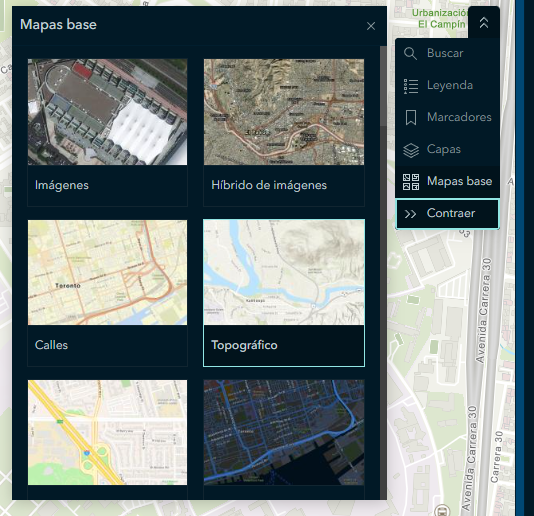 Mapas base
Imágenes
Híbrido de imágenes
Toronto
Calles
Topográfico
Urbanización
El Campín
Buscar
Leyenda
Marcadores
Capas
Mapas base
Contraer
Avenida Carrera 30
Avenida Carrera 30
Carrera 30